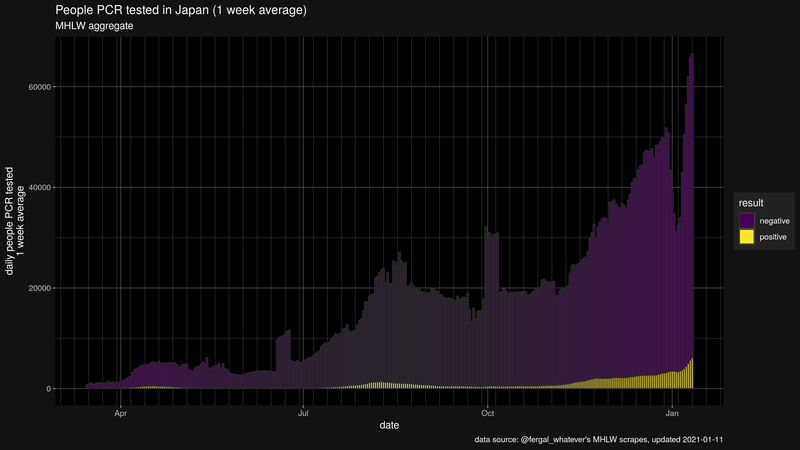 People PCR tested in Japan (1 week average)
MHLW aggregate
daily people PCR tested
1 week average
60000
40000
20000
0
Apr
Jul
Oct
Jan
date
result
negative
positive
data source: @fergal_whatever's MHLW scrapes, updated 2021-01-11